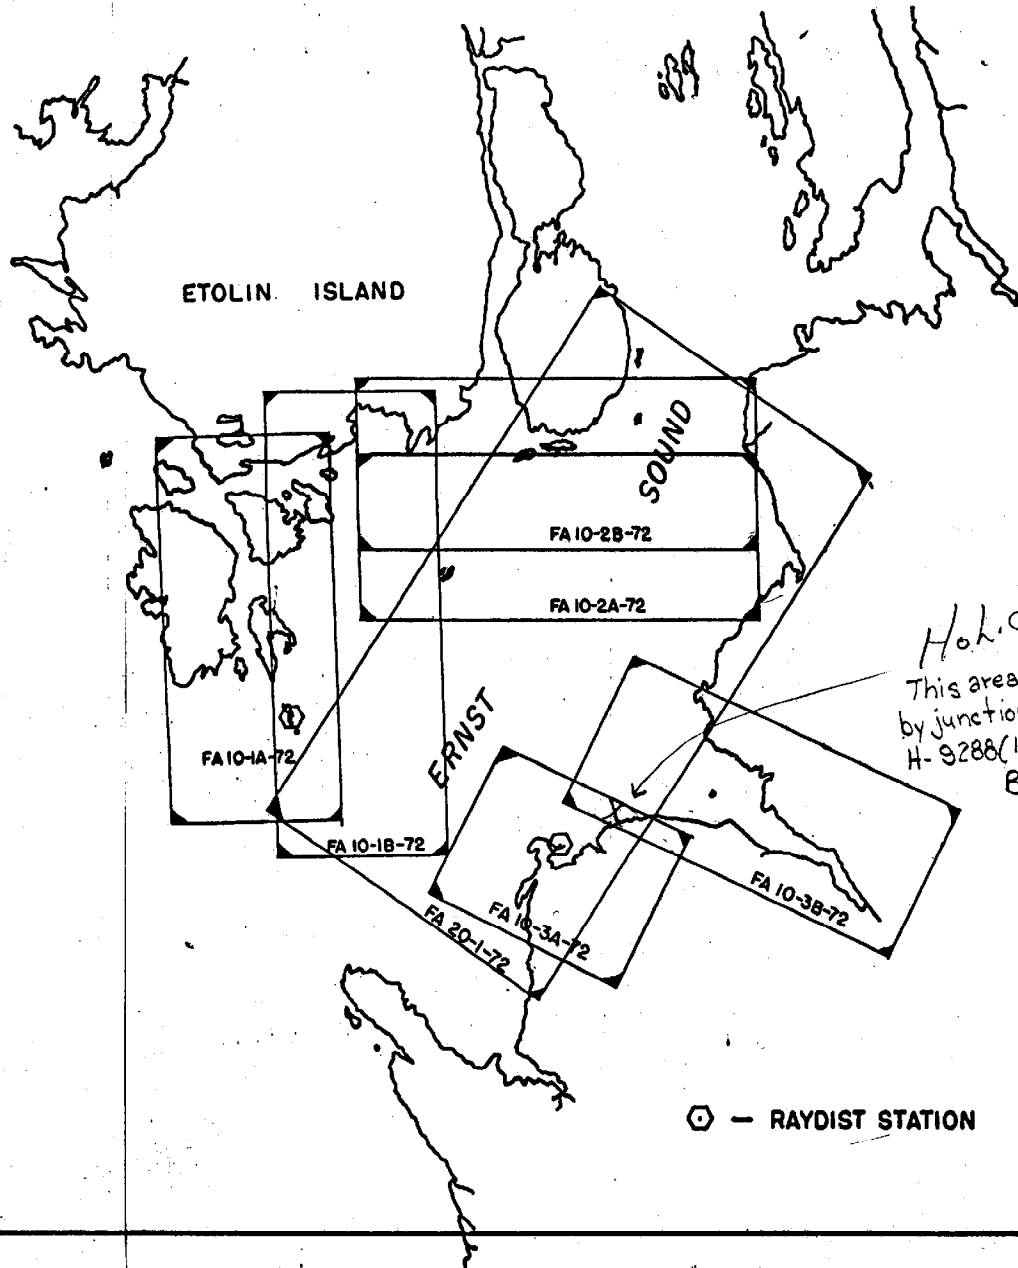 ETOLIN ISLAND
SOUND
FA 10-2B-72
FA 10-2A-72
This area
by junctio
H-9288(1
ERNST
FA 10-1A-72
FA 10-1B-72
FA 10-3B-72
FA 10-3A-72
FA 20-1-72
— RAYDIST STATION